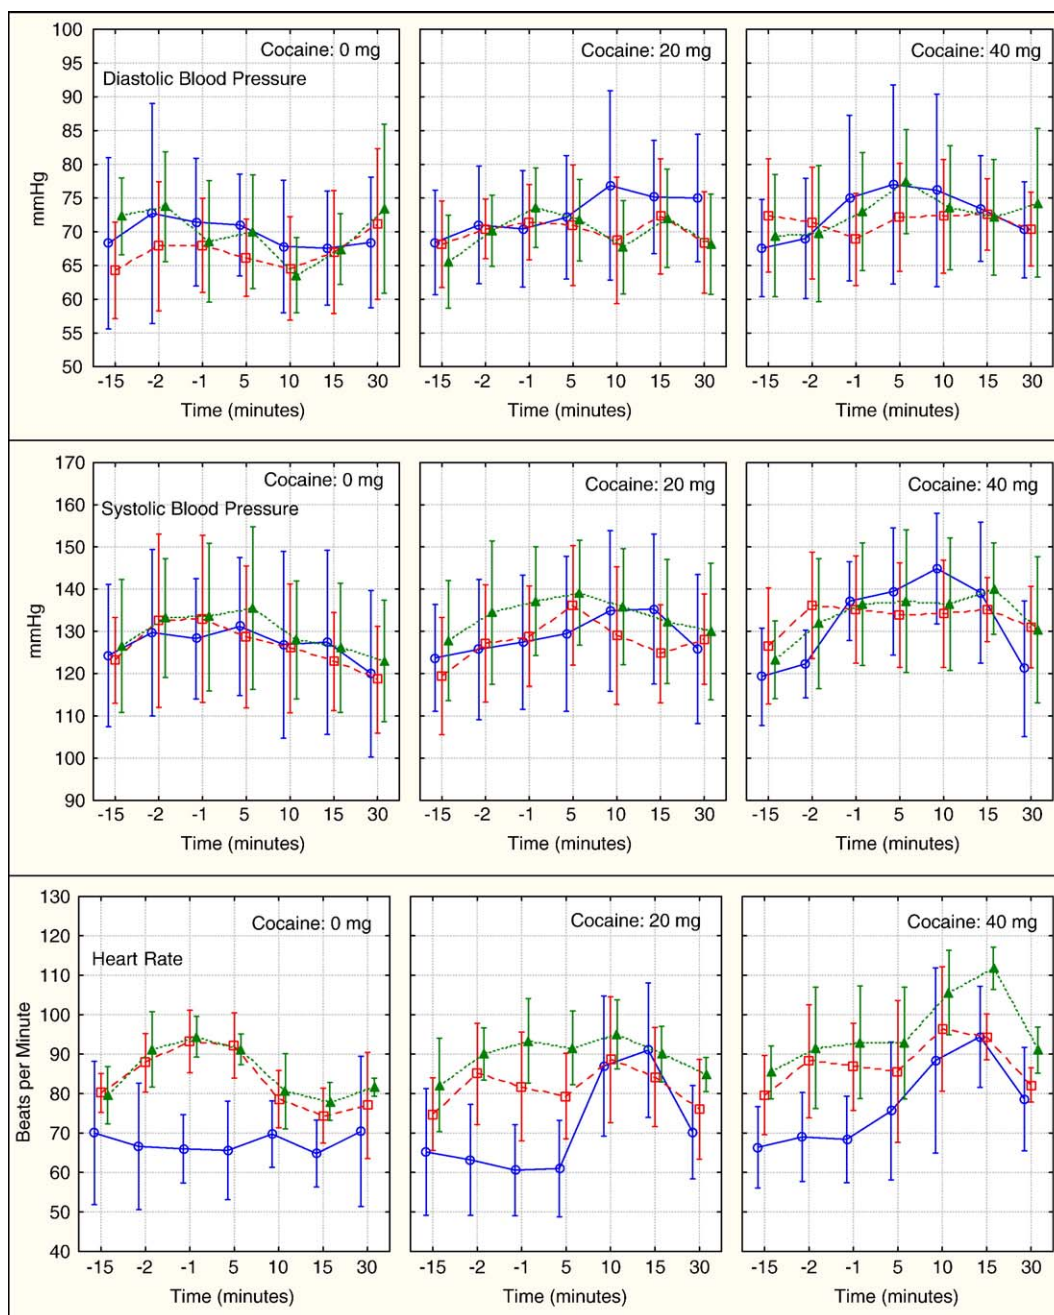 100
95
90
85
80
75
70
65
60
55
50
mmHg
Diastolic Blood Pressure
Cocaine: 0 mg
Cocaine: 20 mg
Cocaine: 40 mg
-15 -2 -1 5 10 15 30
-15 -2 -1 5 10 15 30
-15 -2 -1 5 10 15 30
Time (minutes)
Time (minutes)
Time (minutes)
170
160
150
140
130
120
110
100
90
mmHg
Systolic Blood Pressure
Cocaine: 0 mg
Cocaine: 20 mg
Cocaine: 40 mg
-15 -2 -1 5 10 15 30
-15 -2 -1 5 10 15 30
-15 -2 -1 5 10 15 30
Time (minutes)
Time (minutes)
Time (minutes)
130
120
110
100
90
80
70
60
50
40
Beats per Minute
Heart Rate
Cocaine: 0 mg
Cocaine: 20 mg
Cocaine: 40 mg
-15 -2 -1 5 10 15 30
-15 -2 -1 5 10 15 30
-15 -2 -1 5 10 15 30
Time (minutes)
Time (minutes)
Time (minutes)